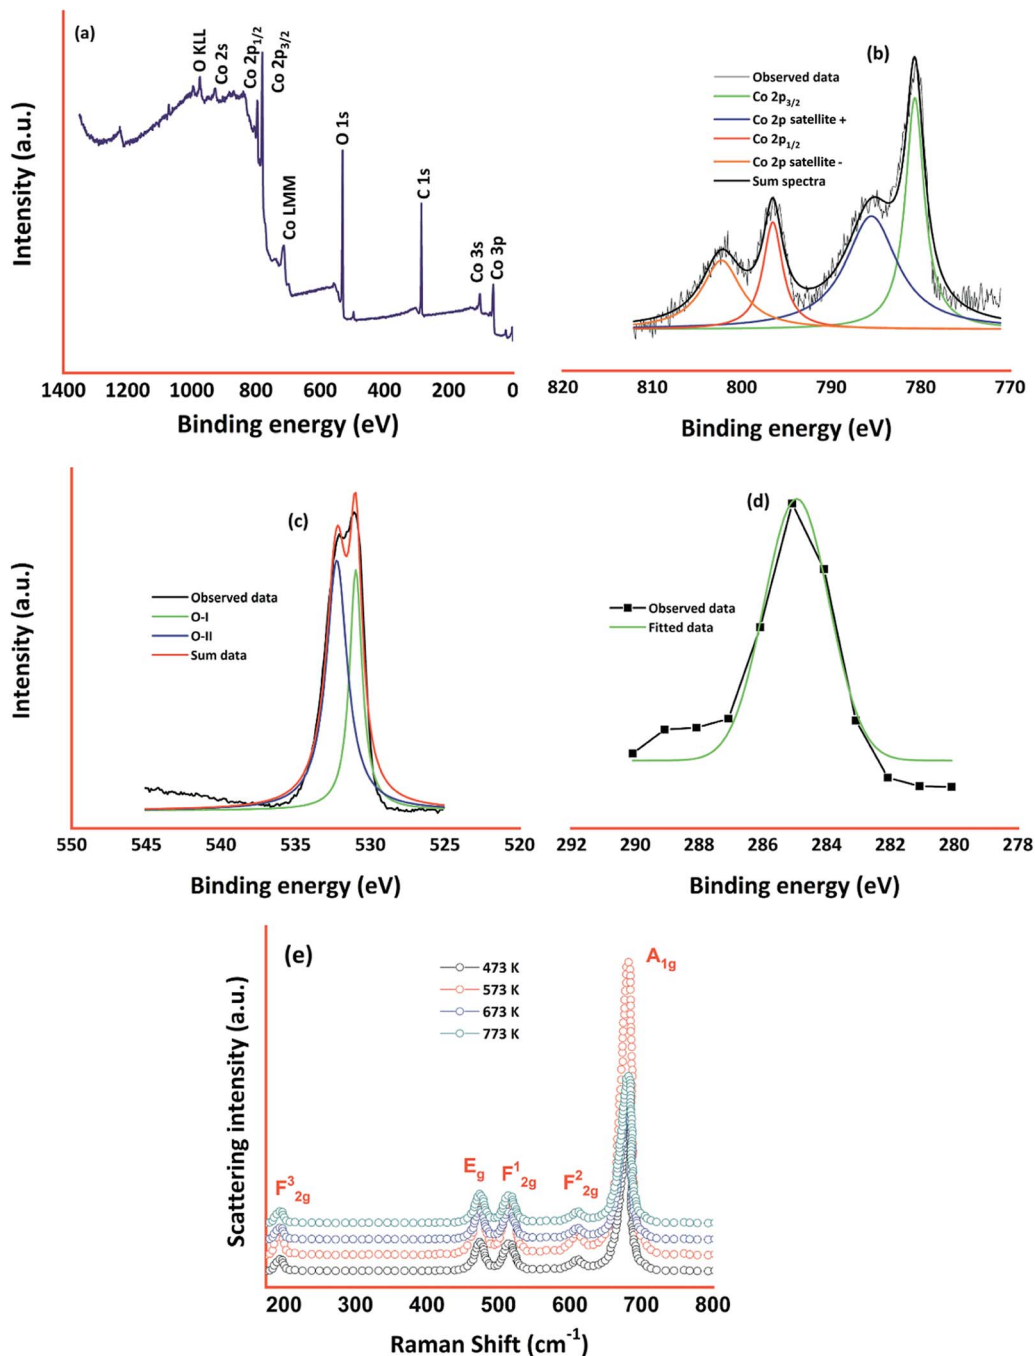 (a)
O KLL
Co 2s
Co 2p1/2
Co 2p3/2
Co LMM
O 1s
C 1s
Co 3s
Co 3p
Intensity (a.u.)
1400 1200 1000 800 600 400 200 0
Binding energy (eV)
(b)
Observed data
Co 2p3/2
Co 2p satellite +
Co 2p1/2
Co 2p satellite -
Sum spectra
820 810 800 790 780 770
Binding energy (eV)
(c)
Observed data
O-I
O-II
Sum data
Intensity (a.u.)
550 545 540 535 530 525 520
Binding energy (eV)
(d)
Observed data
Fitted data
292 290 288 286 284 282 280 278
Binding energy (eV)
(e)
473 K
573 K
673 K
773 K
A1g
F³2g
Eg
F¹2g
F²2g
Scattering intensity (a.u.)
200 300 400 500 600 700 800
Raman Shift (cm⁻¹)